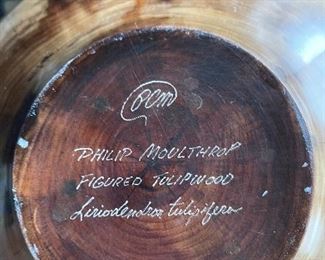 pcm
PHILIP MOULTHROP
FIGURED TULIPWOOD
Liriodendron tulipifera